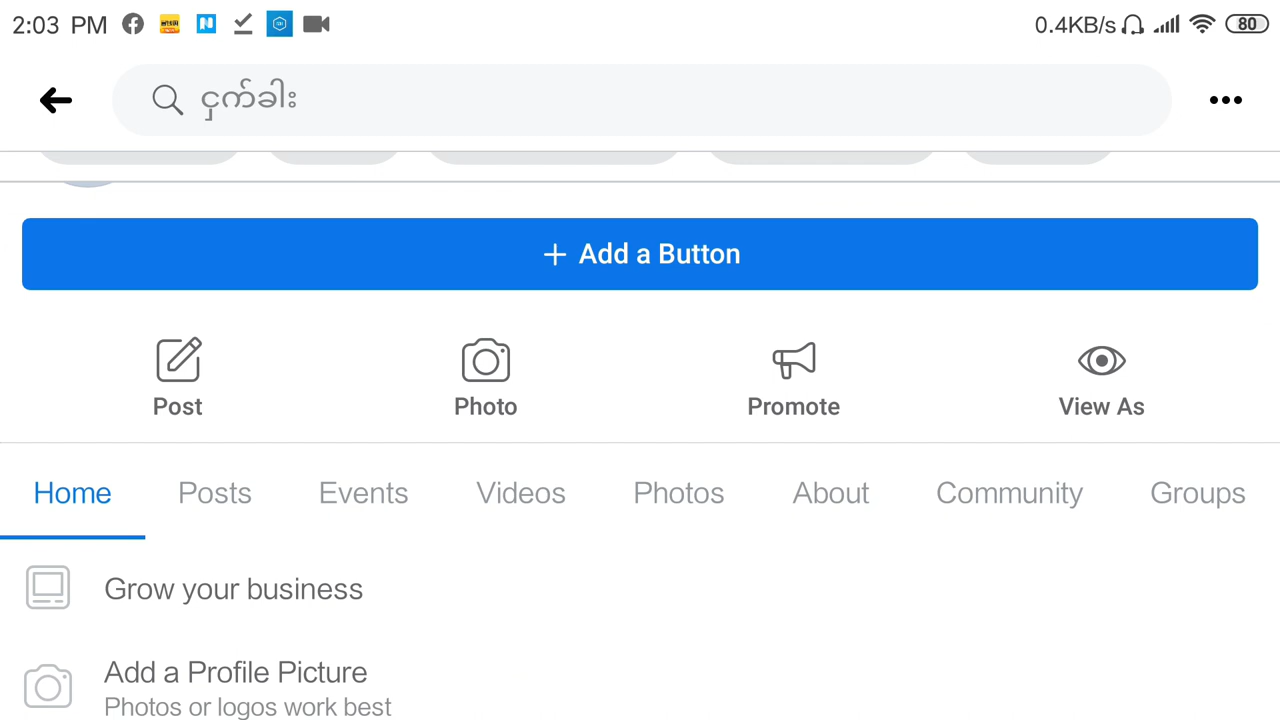 2:03 PM
0.4KB/s 80
ငှက်ခါး
+ Add a Button
Post Photo Promote View As
Home Posts Events Videos Photos About Community Groups
Grow your business
Add a Profile Picture
Photos or logos work best